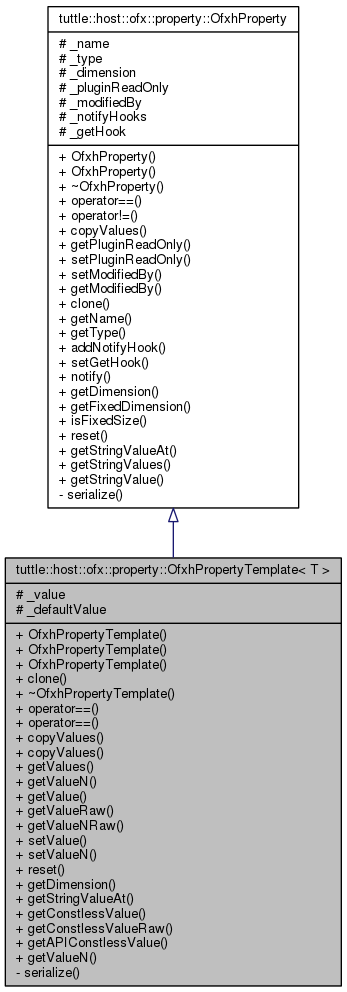 tuttle::host::ofx::property::OfxhProperty
# _name
# _type
# _dimension
# _pluginReadOnly
# _modifiedBy
# _notifyHooks
# _getHook
+ OfxhProperty()
+ OfxhProperty()
+ ~OfxhProperty()
+ operator==()
+ operator!=()
+ copyValues()
+ getPluginReadOnly()
+ setPluginReadOnly()
+ setModifiedBy()
+ getModifiedBy()
+ clone()
+ getName()
+ getType()
+ addNotifyHook()
+ setGetHook()
+ notify()
+ getDimension()
+ getFixedDimension()
+ isFixedSize()
+ reset()
+ getStringValueAt()
+ getStringValues()
+ getStringValue()
- serialize()
tuttle::host::ofx::property::OfxhPropertyTemplate< T >
# _value
# _defaultValue
+ OfxhPropertyTemplate()
+ OfxhPropertyTemplate()
+ OfxhPropertyTemplate()
+ clone()
+ ~OfxhPropertyTemplate()
+ operator==()
+ operator==()
+ copyValues()
+ copyValues()
+ getValues()
+ getValueN()
+ getValue()
+ getValueRaw()
+ getValueNRaw()
+ setValue()
+ setValueN()
+ reset()
+ getDimension()
+ getStringValueAt()
+ getConstlessValue()
+ getConstlessValueRaw()
+ getAPIConstlessValue()
+ getValueN()
- serialize()